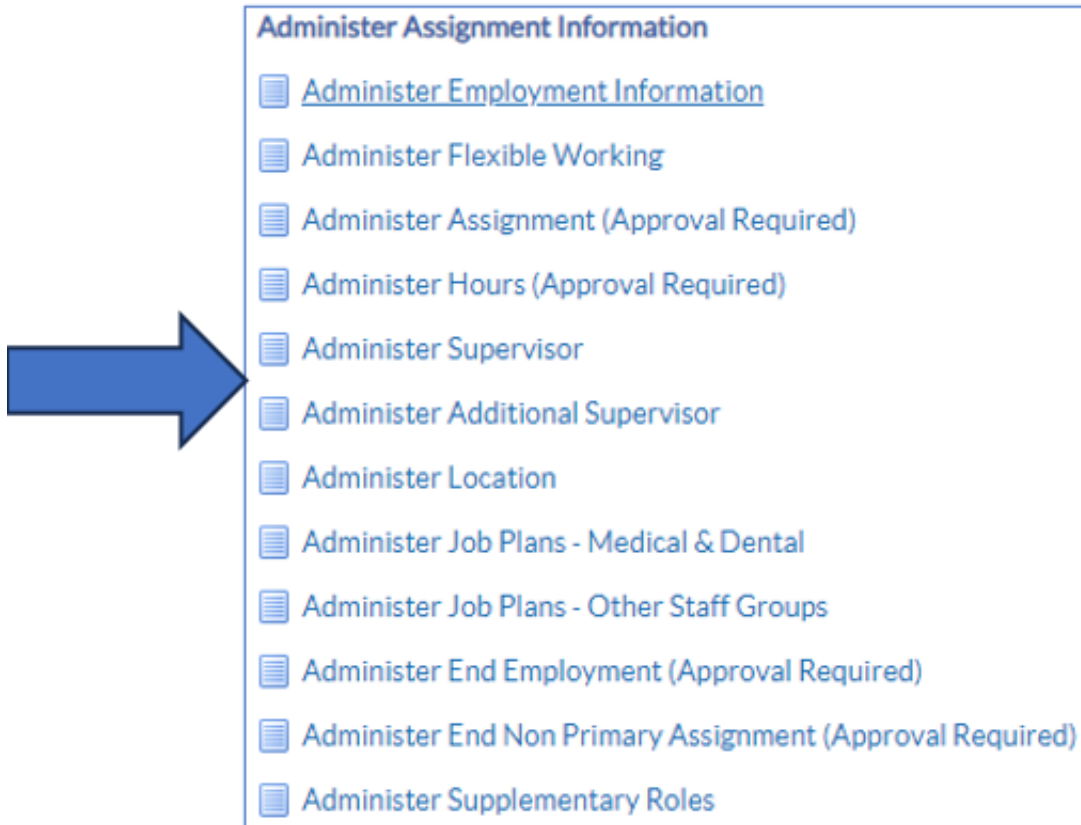 Administer Assignment Information
Administer Employment Information
Administer Flexible Working
Administer Assignment (Approval Required)
Administer Hours (Approval Required)
Administer Supervisor
Administer Additional Supervisor
Administer Location
Administer Job Plans - Medical & Dental
Administer Job Plans - Other Staff Groups
Administer End Employment (Approval Required)
Administer End Non Primary Assignment (Approval Required)
Administer Supplementary Roles